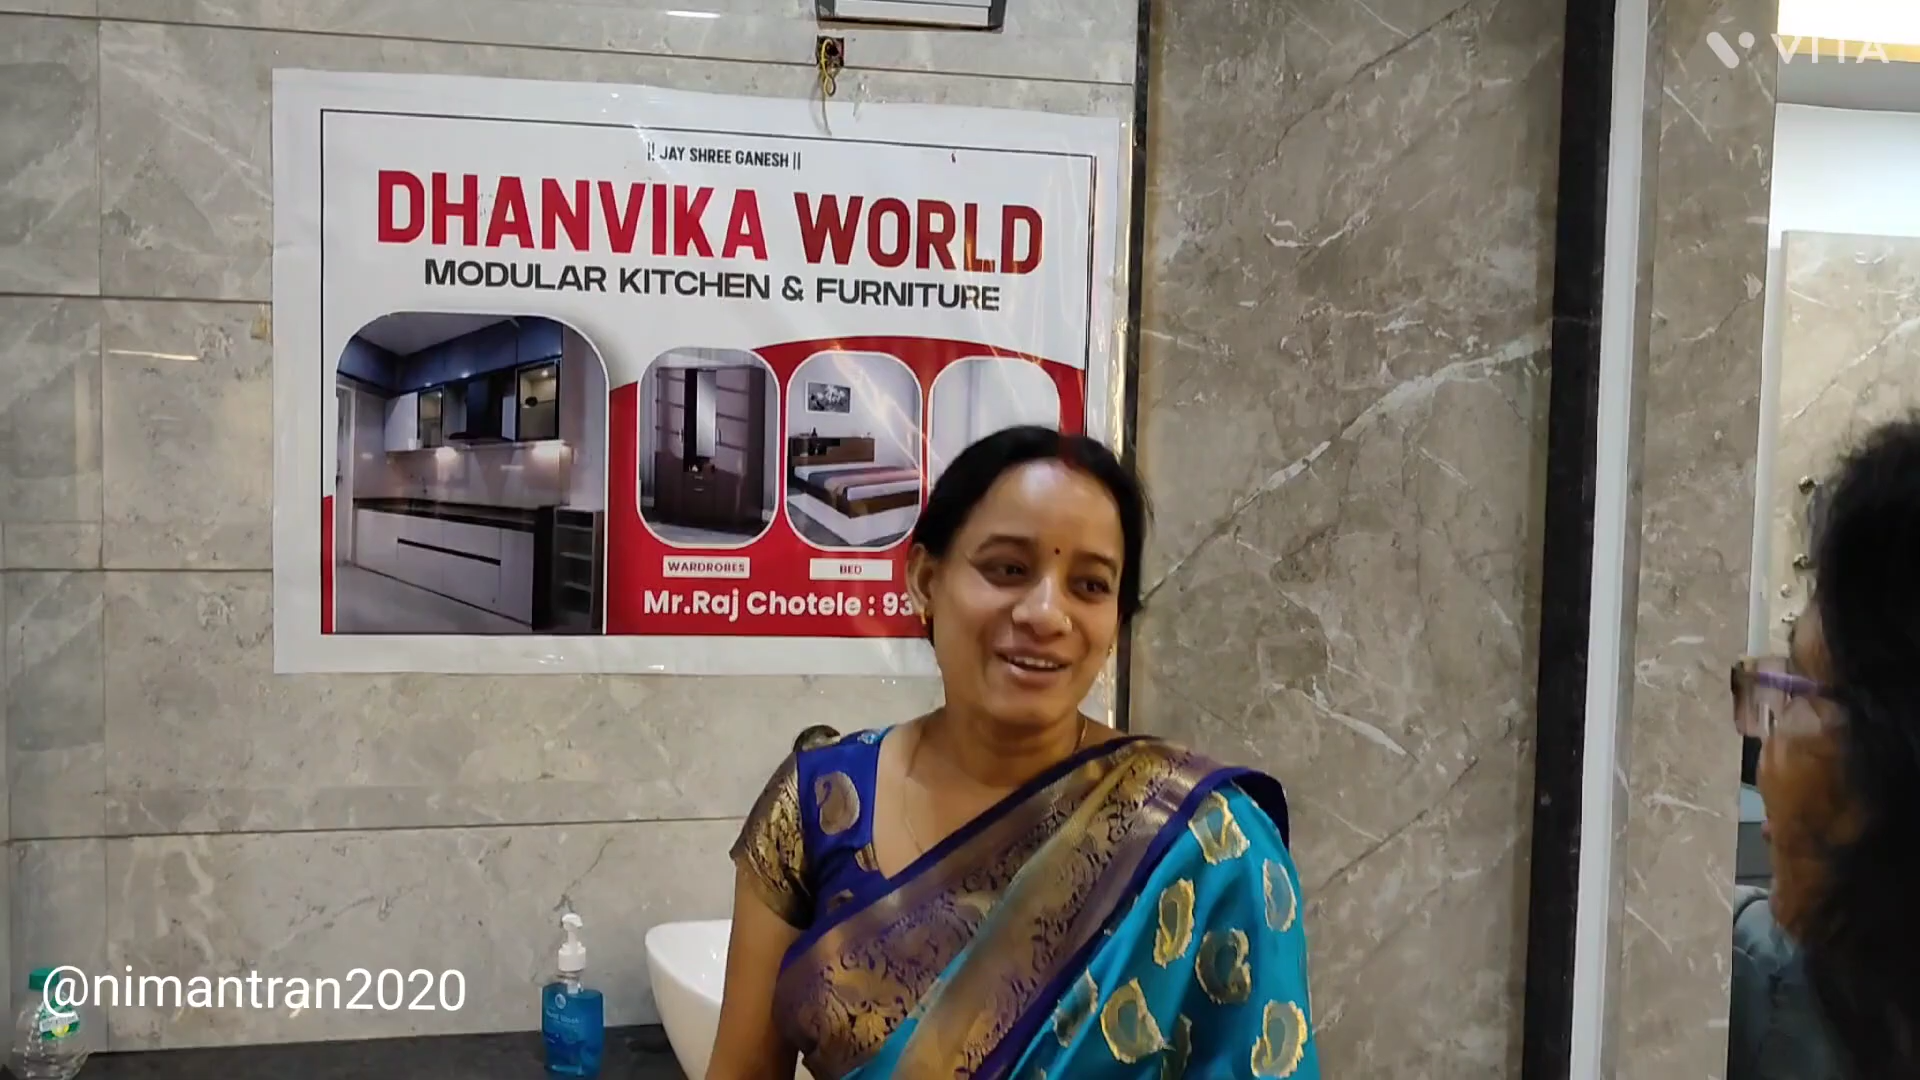 VITA
|| JAY SHREE GANESH ||
DHANVIKA WORLD
MODULAR KITCHEN & FURNITURE
WARDROBES
BED
Mr.Raj Chotele : 93
@nimantran2020